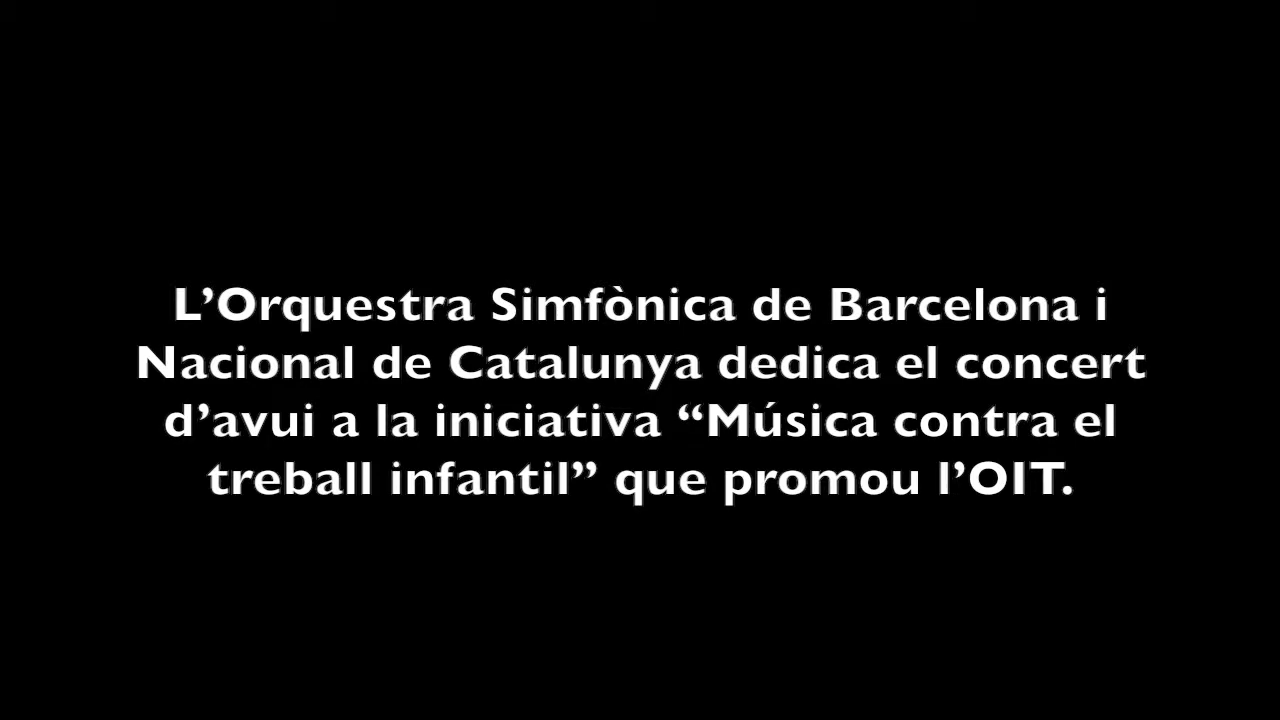 L’Orquestra Simfònica de Barcelona i
Nacional de Catalunya dedica el concert
d’avui a la iniciativa “Música contra el
treball infantil” que promou l’OIT.